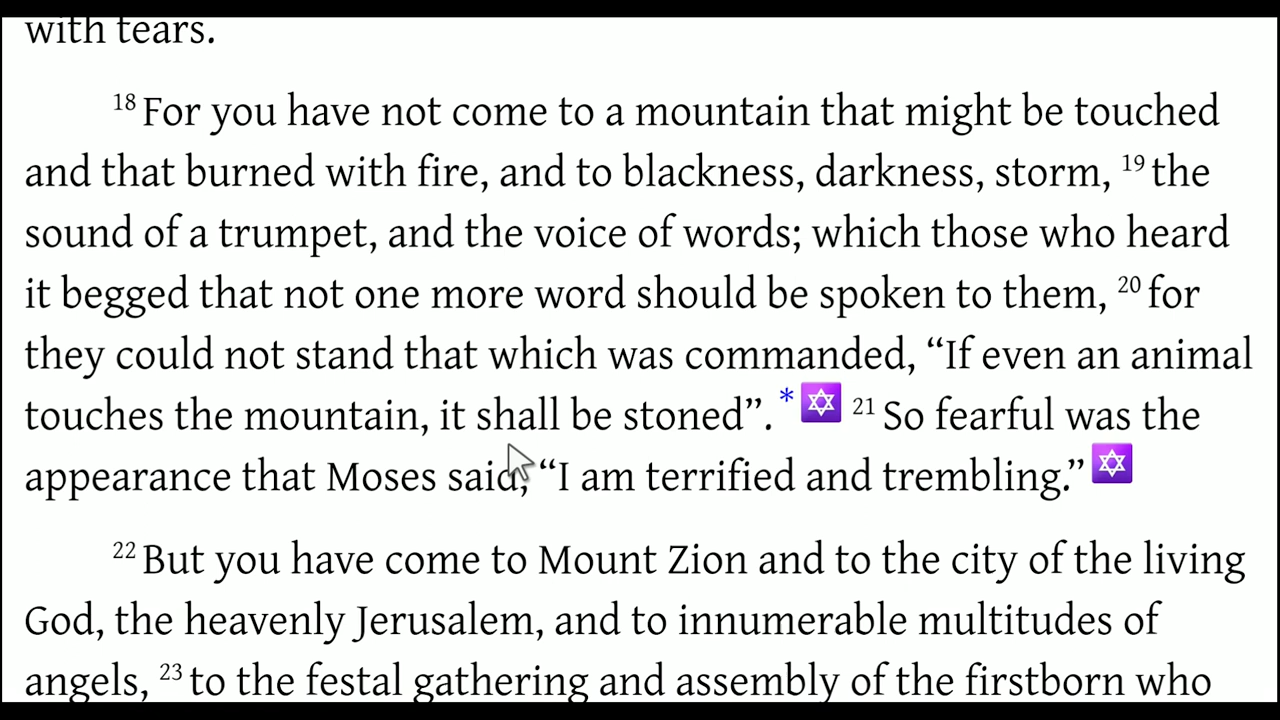 with tears.
18 For you have not come to a mountain that might be touched
and that burned with fire, and to blackness, darkness, storm, 19 the
sound of a trumpet, and the voice of words; which those who heard
it begged that not one more word should be spoken to them, 20 for
they could not stand that which was commanded, “If even an animal
touches the mountain, it shall be stoned”.* ✡ 21 So fearful was the
appearance that Moses said, “I am terrified and trembling.” ✡
22 But you have come to Mount Zion and to the city of the living
God, the heavenly Jerusalem, and to innumerable multitudes of
angels, 23 to the festal gathering and assembly of the firstborn who